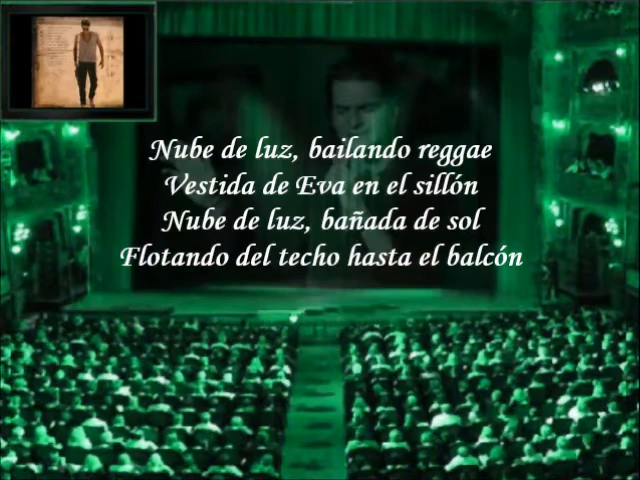 Nube de luz, bailando reggae
Vestida de Eva en el sillón
Nube de luz, bañada de sol
Flotando del techo hasta el balcón